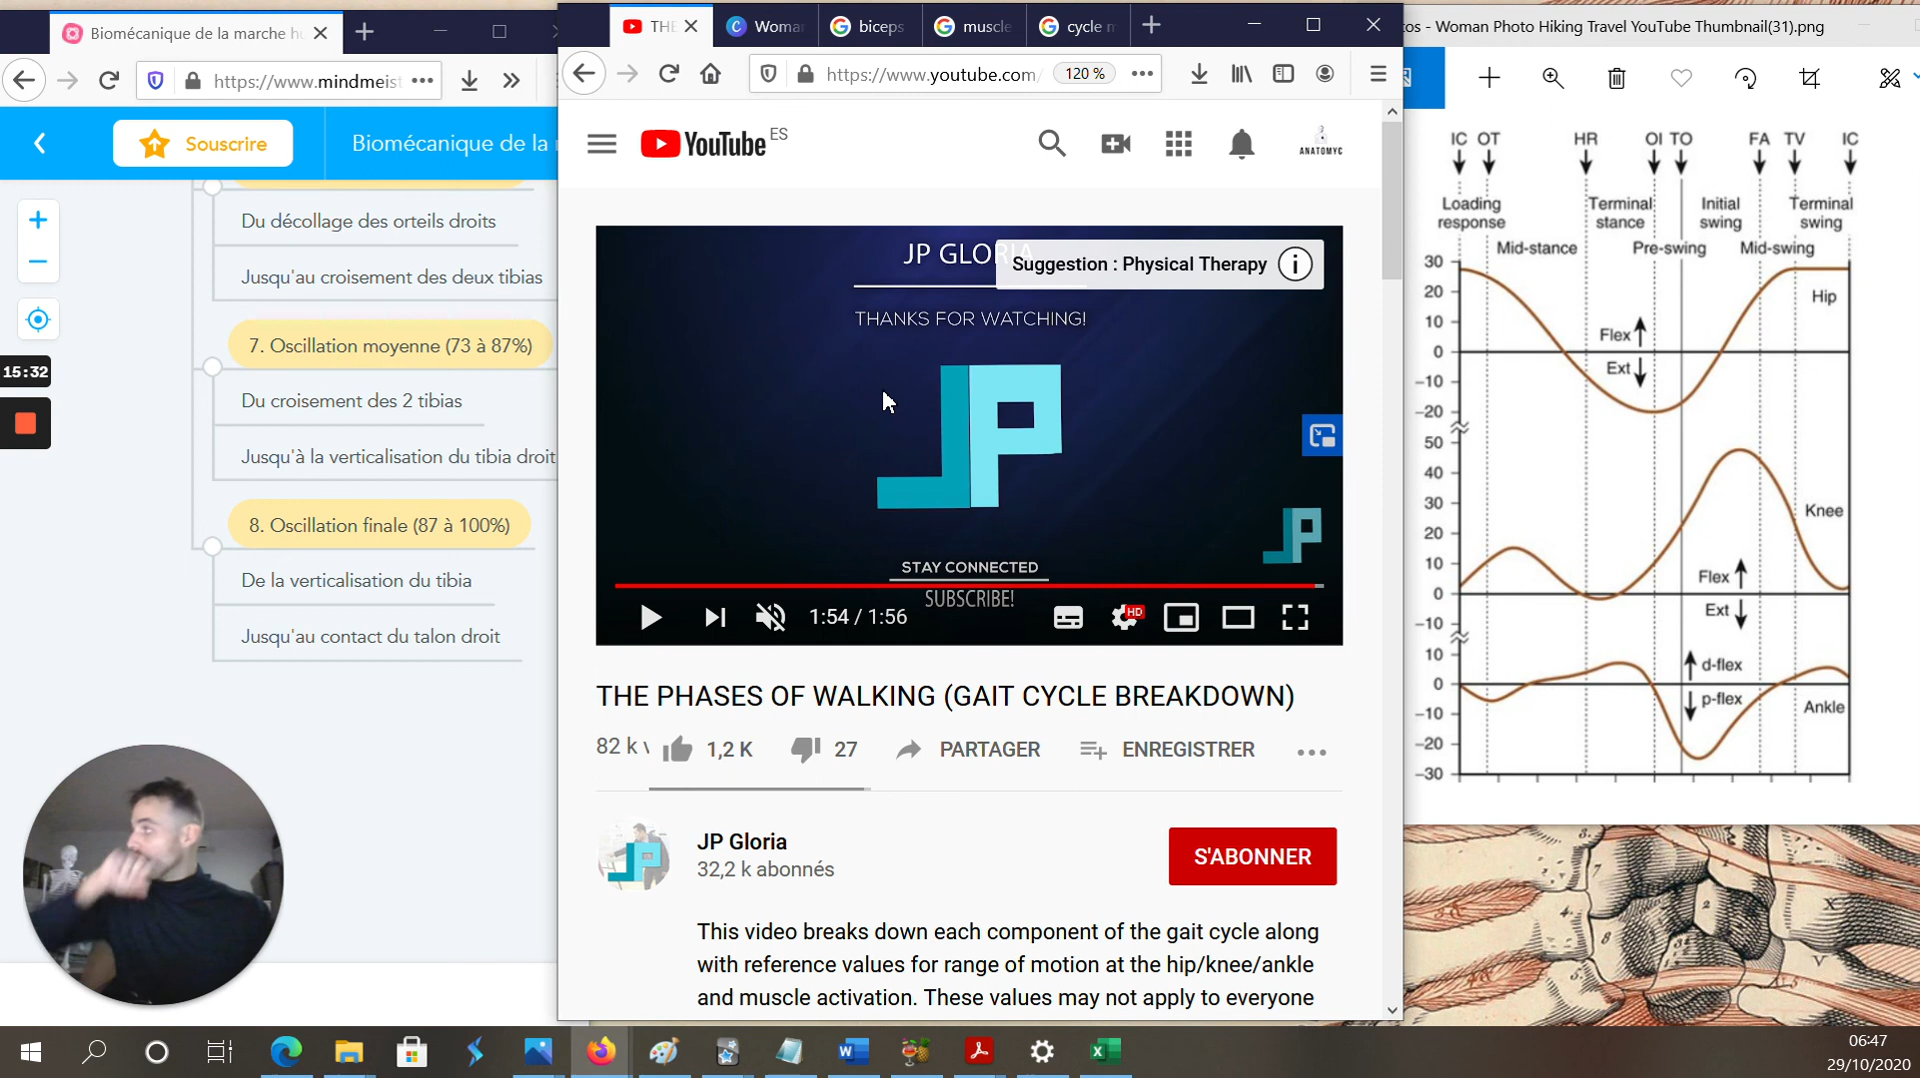 Biomécanique de la marche hu
https://www.mindmeist
Souscrire
Biomécanique de la
Du décollage des orteils droits
Jusqu'au croisement des deux tibias
7. Oscillation moyenne (73 à 87%)
Du croisement des 2 tibias
Jusqu'à la verticalisation du tibia droit
8. Oscillation finale (87 à 100%)
De la verticalisation du tibia
Jusqu'au contact du talon droit
15:32
THE
Woma
biceps
muscle
cycle m
https://www.youtube.com/
120 %
YouTube ES
ANATOMYC
JP GLORIA
Suggestion : Physical Therapy
THANKS FOR WATCHING!
JP
JP
STAY CONNECTED
SUBSCRIBE!
1:54 / 1:56
HD
THE PHASES OF WALKING (GAIT CYCLE BREAKDOWN)
82 k v
1,2 K
27
PARTAGER
ENREGISTRER
JP
JP Gloria
32,2 k abonnés
S'ABONNER
This video breaks down each component of the gait cycle along
with reference values for range of motion at the hip/knee/ankle
and muscle activation. These values may not apply to everyone
os - Woman Photo Hiking Travel YouTube Thumbnail(31).png
IC OT HR OI TO FA TV IC
Loading response
Terminal stance
Initial swing
Terminal swing
Mid-stance
Pre-swing
Mid-swing
30
20
10
0
–10
–20
Hip
Flex
Ext
50
40
30
20
10
0
–10
Knee
Flex
Ext
10
0
–10
–20
–30
d-flex
p-flex
Ankle
06:47
29/10/2020